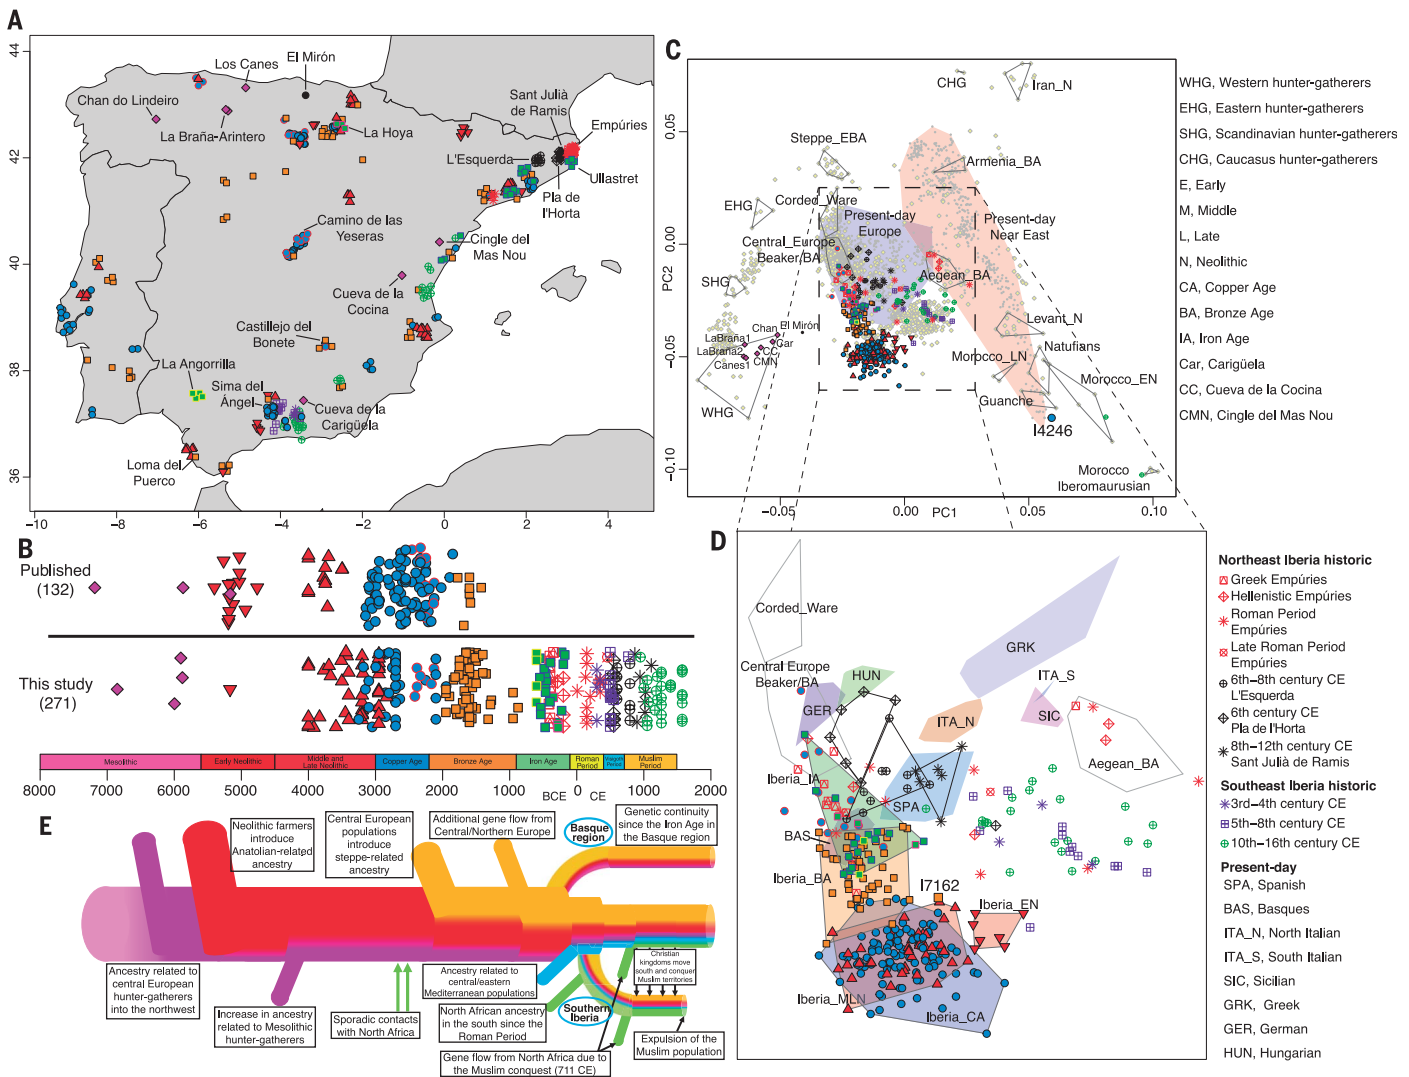 A
44
42
40
38
36
−10
−8
−6
−4
−2
0
2
4
Los Canes
El Mirón
Chan do Lindeiro
La Braña-Arintero
La Hoya
Sant Julià
de Ramis
Empúries
L'Esquerda
Ullastret
Pla de
l'Horta
Camino de las
Yeseras
Cingle del
Mas Nou
Cueva de la
Cocina
Castillejo del
Bonete
La Angorrilla
Sima del
Ángel
Cueva de la
Carigüela
Loma del
Puerco
B
Published
(132)
This study
(271)
Mesolithic
Early Neolithic
Middle and
Late Neolithic
Copper Age
Bronze Age
Iron Age
Roman
Period
Muslim
Period
8000
7000
6000
5000
4000
3000
2000
1000
BCE
0
CE
1000
2000
C
PC2
0.05
0.00
−0.05
−0.10
−0.05
0.00
PC1
0.05
0.10
CHG
Iran_N
Steppe_EBA
Armenia_BA
EHG
Corded_Ware
Present-day
Europe
Present-day
Near East
Central_Europe
Beaker/BA
Aegean_BA
SHG
Levant_N
Chan
El Mirón
LaBraña1
Car
LaBraña2
CC
Canes1
CMN
Natufians
Morocco_LN
Morocco_EN
WHG
Guanche
I4246
Morocco
Iberomaurusian
WHG, Western hunter-gatherers
EHG, Eastern hunter-gatherers
SHG, Scandinavian hunter-gatherers
CHG, Caucasus hunter-gatherers
E, Early
M, Middle
L, Late
N, Neolithic
CA, Copper Age
BA, Bronze Age
IA, Iron Age
Car, Carigüela
CC, Cueva de la Cocina
CMN, Cingle del Mas Nou
D
Corded_Ware
GRK
Central Europe
Beaker/BA
HUN
ITA_S
GER
ITA_N
SIC
Aegean_BA
Iberia_IA
SPA
BAS
Iberia_BA
I7162
Iberia_EN
Iberia_MLN
Iberia_CA
Northeast Iberia historic
Greek Empúries
Hellenistic Empúries
Roman Period
Empúries
Late Roman Period
Empúries
6th−8th century CE
L'Esquerda
6th century CE
Pla de l'Horta
8th−12th century CE
Sant Julià de Ramis
Southeast Iberia historic
3rd−4th century CE
5th−8th century CE
10th−16th century CE
Present-day
SPA, Spanish
BAS, Basques
ITA_N, North Italian
ITA_S, South Italian
SIC, Sicilian
GRK, Greek
GER, German
HUN, Hungarian
E
Neolithic farmers
introduce
Anatolian-related
ancestry
Central European
populations
introduce
steppe-related
ancestry
Additional gene flow from
Central/Northern Europe
Basque
region
Genetic continuity
since the Iron Age in
the Basque region
Ancestry related to
central European
hunter-gatherers
into the northwest
Increase in ancestry
related to Mesolithic
hunter-gatherers
Sporadic contacts
with North Africa
Ancestry related to
central/eastern
Mediterranean populations
North African ancestry
in the south since the
Roman Period
Southern
Iberia
Gene flow from North Africa due to
the Muslim conquest (711 CE)
Christian
kingdoms move
south and conquer
Muslim territories
Expulsion of the
Muslim population